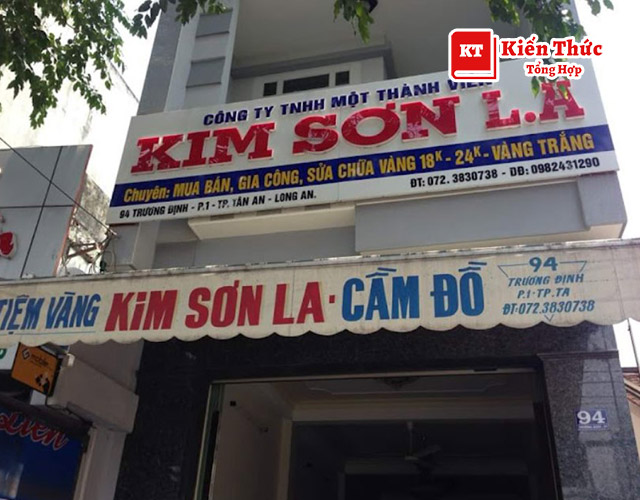 KT Kiến Thức
Tổng Hợp
CÔNG TY TNHH MỘT THÀNH VIÊN
KIM SƠN L.A
Chuyên: MUA BÁN, GIA CÔNG, SỬA CHỮA VÀNG 18K - 24K - VÀNG TRẮNG
94 TRƯƠNG ĐỊNH - P.1 - TP. TÂN AN - LONG AN.
ĐT: 072. 3830738 - DĐ: 0982431290
TIỆM VÀNG KIM SƠN LA · CẦM ĐỒ
94
TRƯƠNG ĐỊNH
P.1 - TP.TA
ĐT:072.3830738
94